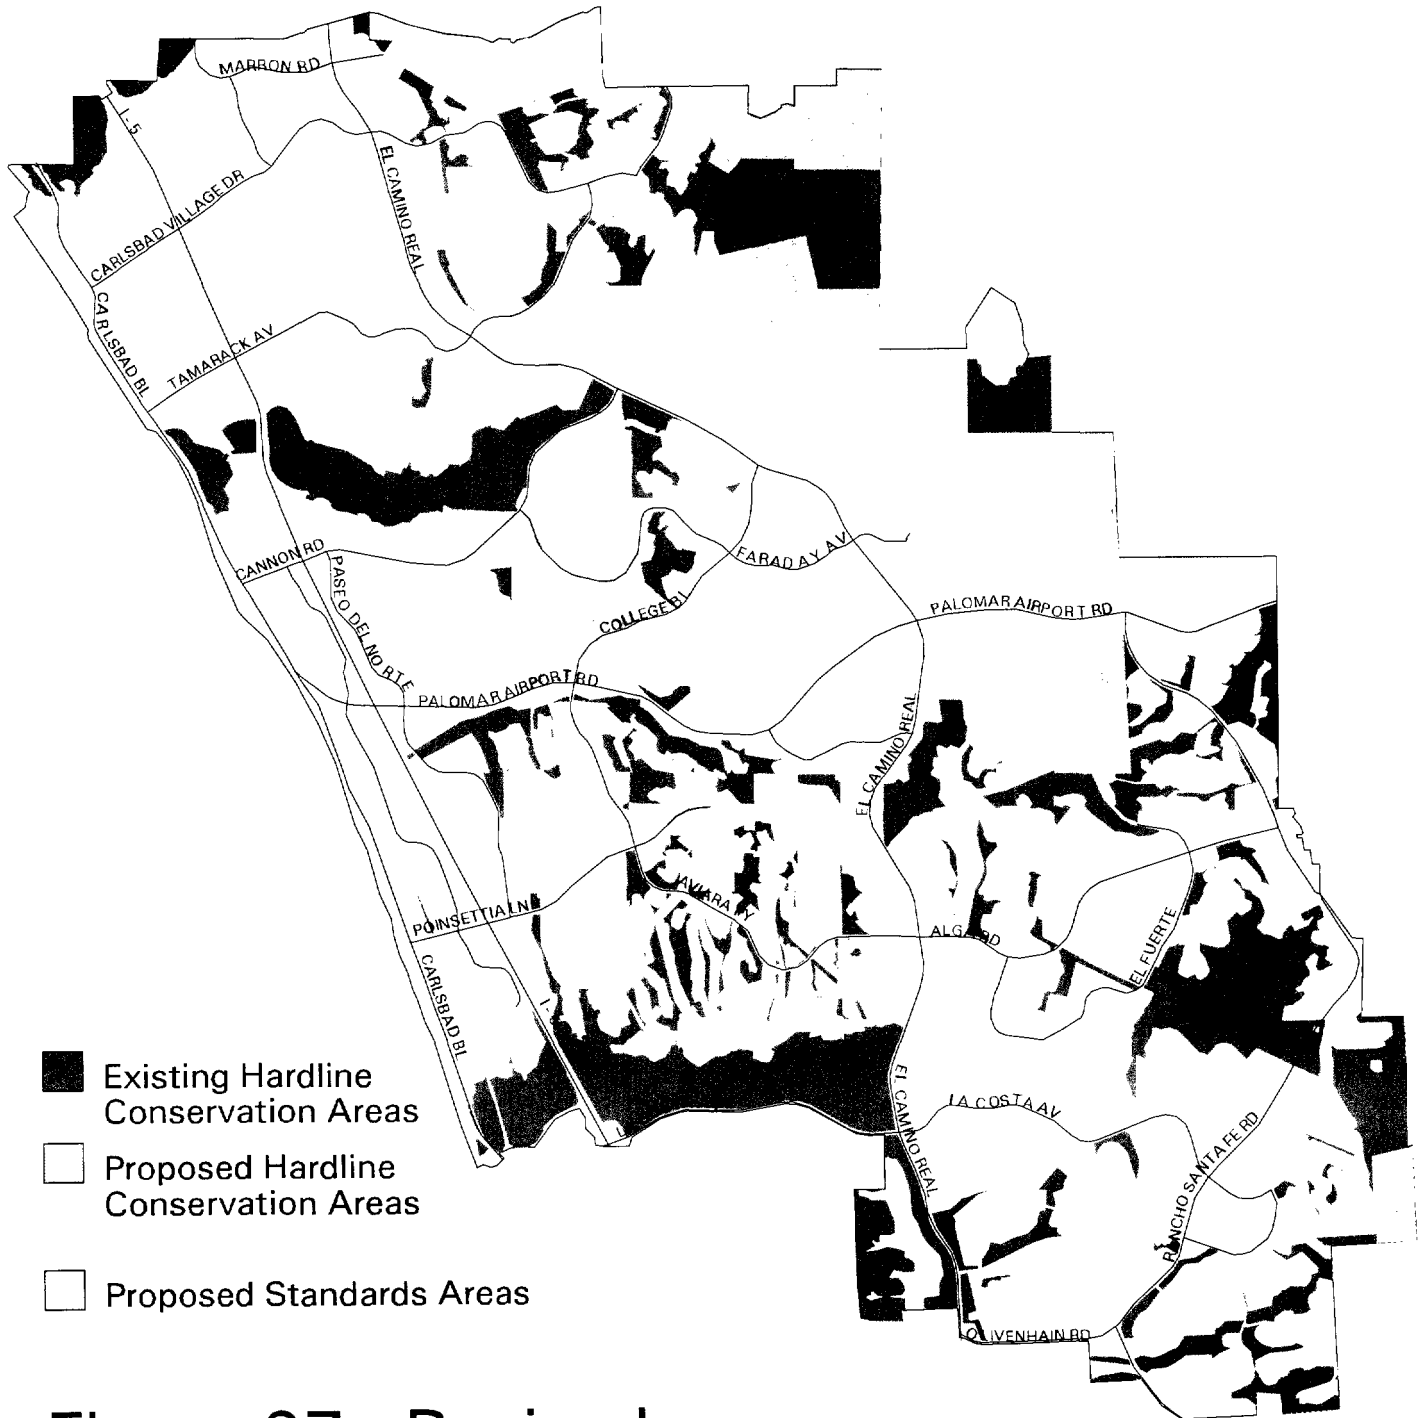 MARRON RD
I-5
EL CAMINO REAL
CARLSBAD VILLAGE DR
CARLSBAD BL
TAMARACK AV
CANNON RD
PASEO DEL NORTE
FARADAY AV
COLLEGE BL
PALOMAR AIRPORT RD
PALOMAR AIRPORT RD
EL CAMINO REAL
POINSETTIA LN
ALGA RD
EL FUERTE
CARLSBAD BL
EL CAMINO REAL
LA COSTA AV
RANCHO SANTA FE RD
OLIVENHAIN RD
Existing Hardline
Conservation Areas
Proposed Hardline
Conservation Areas
Proposed Standards Areas